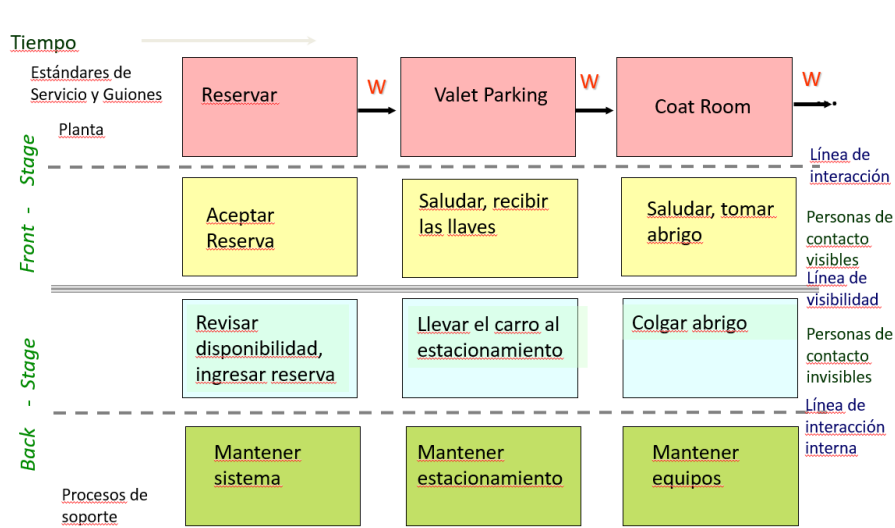 Tiempo
Estándares de
Servicio y Guiones
Planta
Reservar
W
Valet Parking
W
Coat Room
W
Línea de
interacción
Front - Stage
Aceptar
Reserva
Saludar, recibir
las llaves
Saludar, tomar
abrigo
Personas de
contacto
visibles
Línea de
visibilidad
Back - Stage
Revisar
disponibilidad,
ingresar reserva
Llevar el carro al
estacionamiento
Colgar abrigo
Personas de
contacto
invisibles
Línea de
interacción
interna
Procesos de
soporte
Mantener
sistema
Mantener
estacionamiento
Mantener
equipos